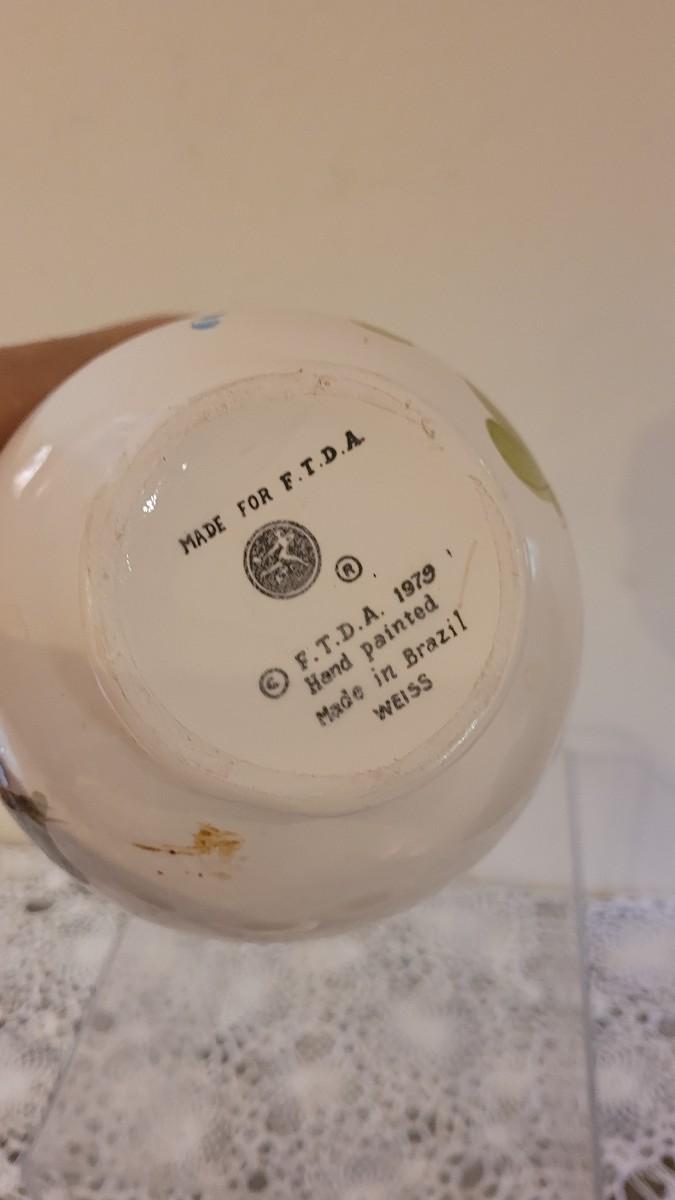 MADE FOR F.T.D.A.
®
© F.T.D.A. 1979
Hand painted
Made in Brazil
WEISS